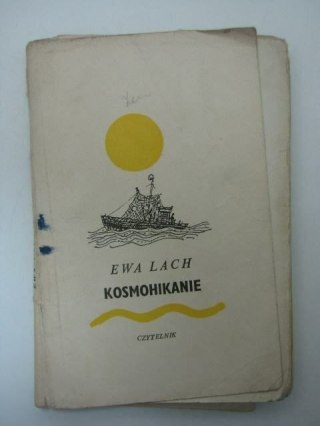 EWA LACH
KOSMOHIKANIE
CZYTELNIK